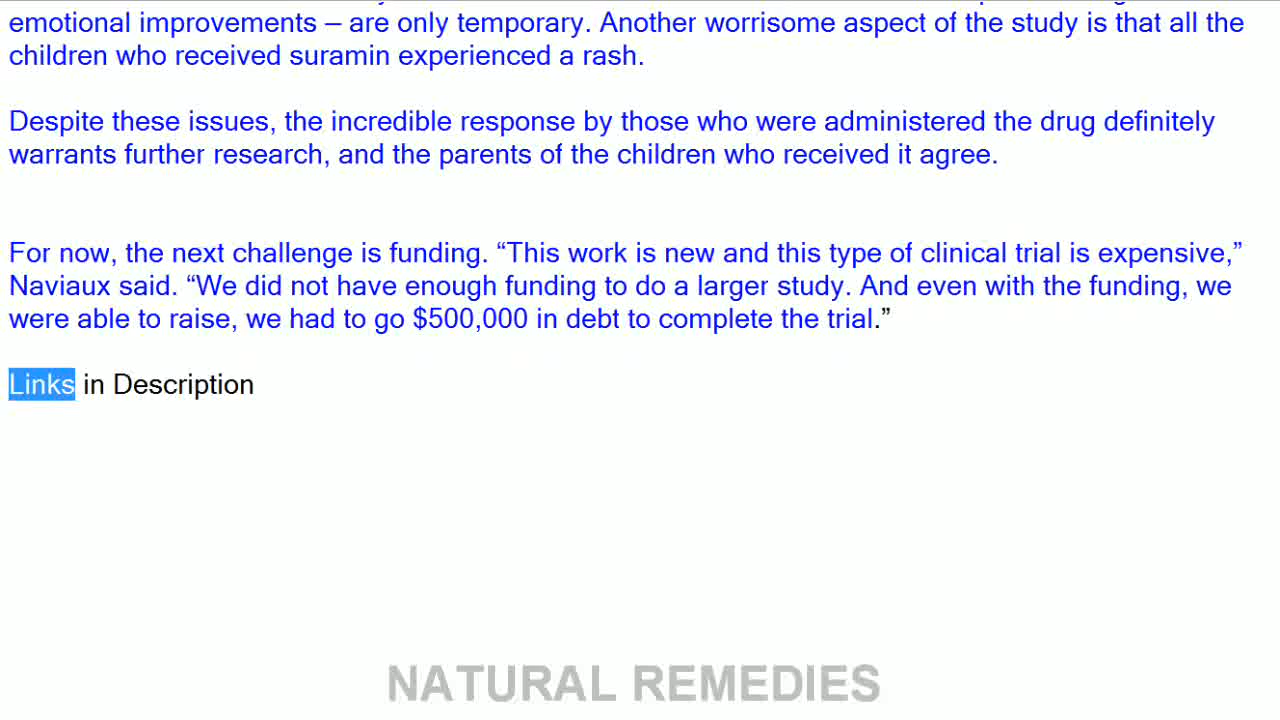 emotional improvements – are only temporary. Another worrisome aspect of the study is that all the
children who received suramin experienced a rash.
Despite these issues, the incredible response by those who were administered the drug definitely
warrants further research, and the parents of the children who received it agree.
For now, the next challenge is funding. “This work is new and this type of clinical trial is expensive,”
Naviaux said. “We did not have enough funding to do a larger study. And even with the funding, we
were able to raise, we had to go $500,000 in debt to complete the trial.”
Links in Description
NATURAL REMEDIES